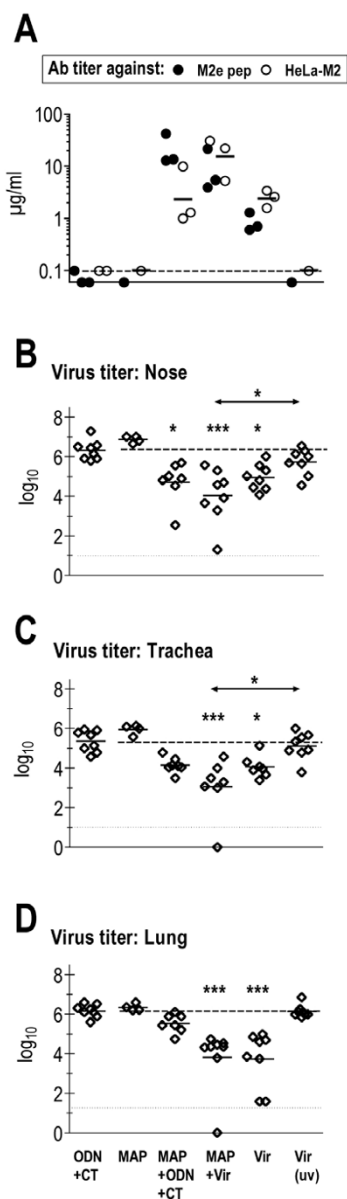 A
Ab titer against: ● M2e pep ○ HeLa-M2
100
10
1
0.1
µg/ml
B
Virus titer: Nose
*
* *** *
8
6
4
2
0
log10
C
Virus titer: Trachea
*
*** *
8
6
4
2
0
log10
D
Virus titer: Lung
*** ***
8
6
4
2
0
log10
ODN MAP MAP MAP Vir Vir
+CT +ODN +Vir (uv)
+CT